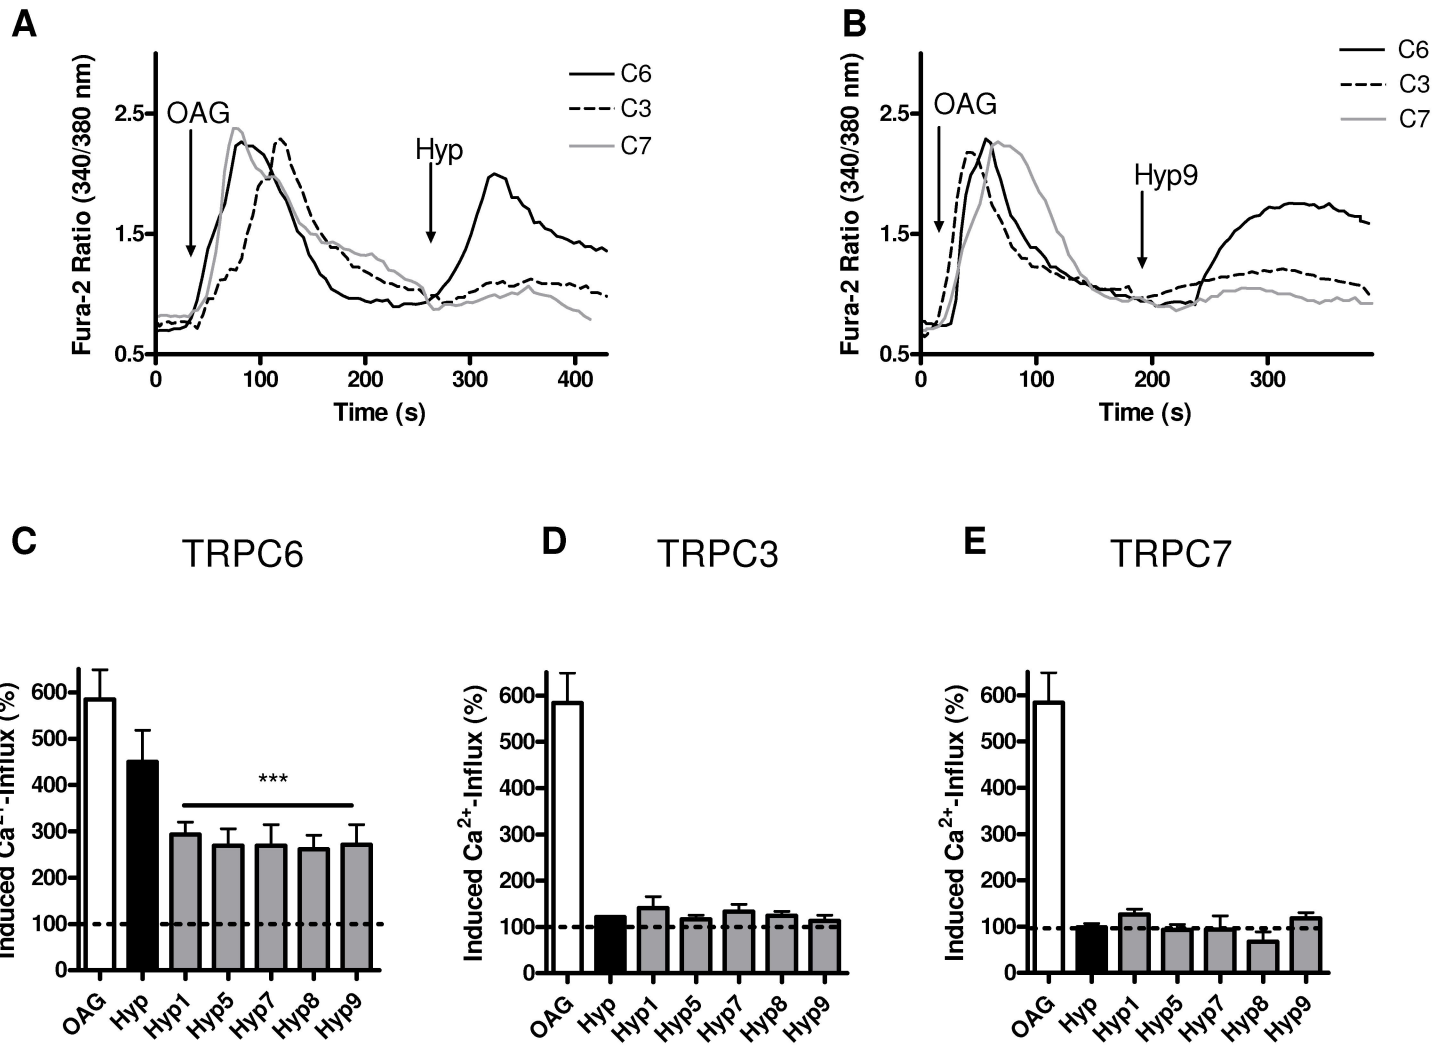 A
Fura-2 Ratio (340/380 nm)
2.5
1.5
0.5
OAG
Hyp
C6
C3
C7
0
100
200
300
400
Time (s)
B
Fura-2 Ratio (340/380 nm)
2.5
1.5
0.5
OAG
Hyp9
C6
C3
C7
0
100
200
300
Time (s)
C
TRPC6
Induced Ca2+-Influx (%)
600
500
400
300
200
100
0
***
OAG
Hyp
Hyp1
Hyp5
Hyp7
Hyp8
Hyp9
D
TRPC3
Induced Ca2+-Influx (%)
600
500
400
300
200
100
0
OAG
Hyp
Hyp1
Hyp5
Hyp7
Hyp8
Hyp9
E
TRPC7
Induced Ca2+-Influx (%)
600
500
400
300
200
100
0
OAG
Hyp
Hyp1
Hyp5
Hyp7
Hyp8
Hyp9